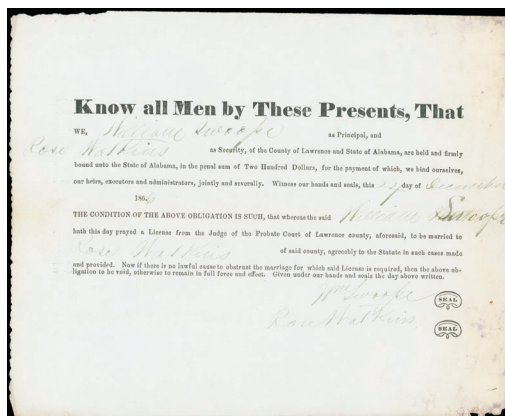 Know all Men by These Presents, That
WE, William Swoope as Principal, and
Rose Watkins as Security, of the County of Lawrence and State of Alabama, are held and firmly
bound unto the State of Alabama, in the penal sum of Two Hundred Dollars, for the payment of which, we bind ourselves,
our heirs, executors and administrators, jointly and severally. Witness our hands and seals, this day of December
1866
THE CONDITION OF THE ABOVE OBLIGATION IS SUCH, that whereas the said William Swoope
hath this day prayed a License from the Judge of the Probate Court of Lawrence county, aforesaid, to be married to
Rose Watkins of said county, agreebly to the Statute in such cases made
and provided. Now if there is no lawful cause to obstruct the marriage for which said License is required, then the above ob-
ligation to be void, otherwise to remain in full force and effect. Given under our hands and seals the day above written.
Wm Swoope SEAL
Rose Watkins SEAL